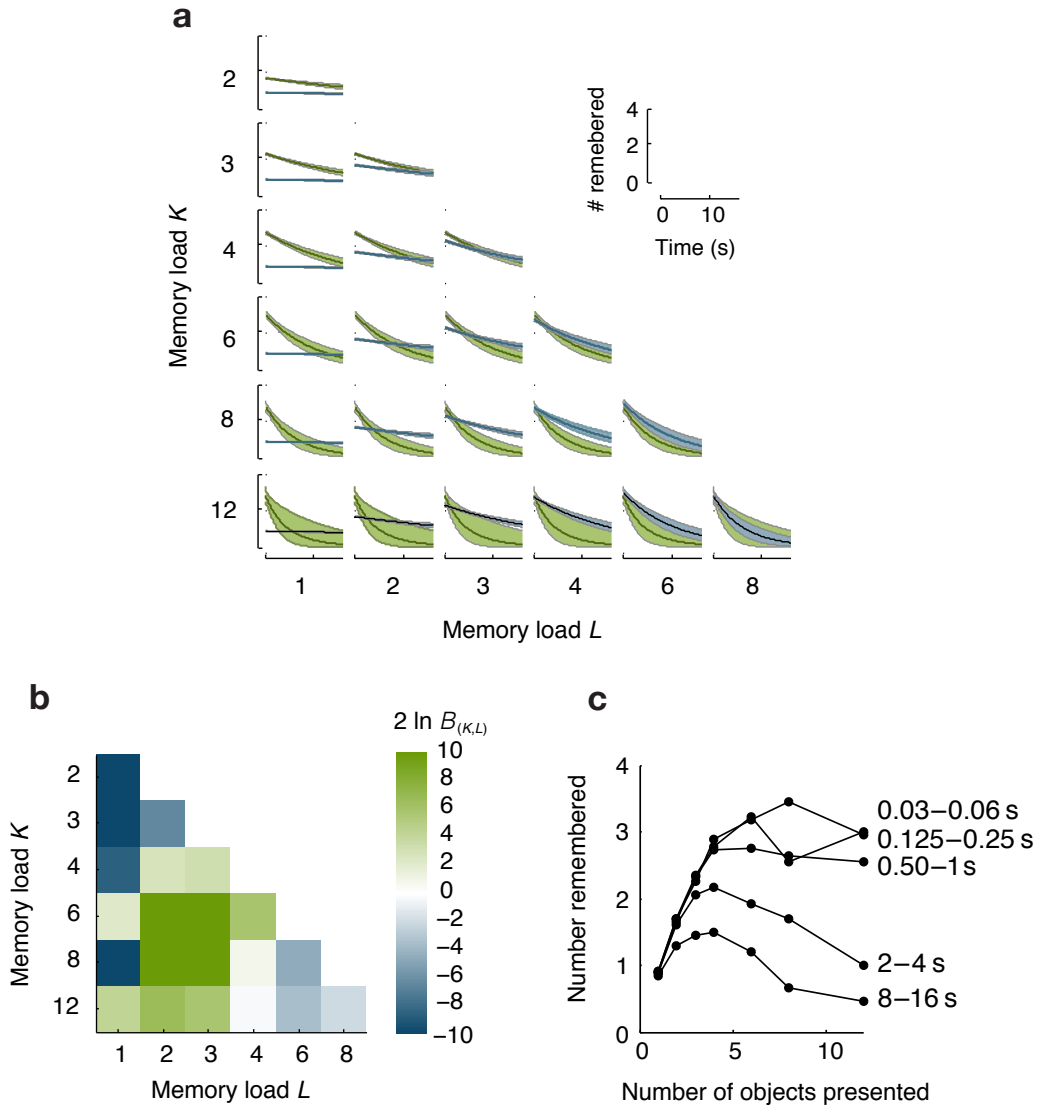 a
2
3
4
6
8
12
Memory load K
1 2 3 4 6 8
Memory load L
# remebered
4
2
0
0 10
Time (s)
b
2 ln B(K,L)
10
8
6
4
2
0
−2
−4
−6
−8
−10
Memory load K
2
3
4
6
8
12
1 2 3 4 6 8
Memory load L
c
Number remembered
4
3
2
1
0
0 5 10
Number of objects presented
0.03−0.06 s
0.125−0.25 s
0.50−1s
2−4 s
8−16 s